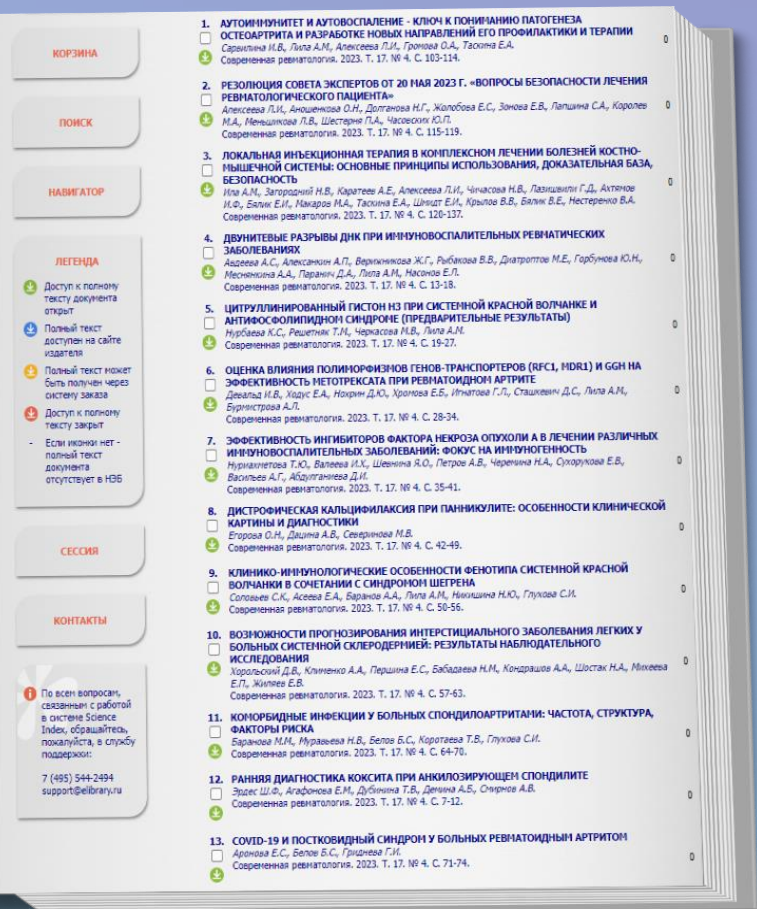 КОРЗИНА
ПОИСК
НАВИГАТОР
ЛЕГЕНДА
Доступ к полному
тексту документа
открыт
Полный текст
доступен на сайте
издателя
Полный текст может
быть получен через
систему заказа
Доступ к полному
тексту закрыт
- Если иконки нет -
полный текст
документа
отсутствует в НЭБ
СЕССИЯ
КОНТАКТЫ
По всем вопросам,
связанным с работой
в системе Science
Index, обращайтесь,
пожалуйста, в службу
поддержки:
7 (495) 544-2494
support@elibrary.ru
1. АУТОИММУНИТЕТ И АУТОВОСПАЛЕНИЕ - КЛЮЧ К ПОНИМАНИЮ ПАТОГЕНЕЗА
ОСТЕОАРТРИТА И РАЗРАБОТКЕ НОВЫХ НАПРАВЛЕНИЙ ЕГО ПРОФИЛАКТИКИ И ТЕРАПИИ
Сарвилина И.В., Лила А.М., Алексеева Л.И., Громова О.А., Таскина Е.А.
Современная ревматология. 2023. Т. 17. № 4. С. 103-114.
0
2. РЕЗОЛЮЦИЯ СОВЕТА ЭКСПЕРТОВ ОТ 20 МАЯ 2023 Г. «ВОПРОСЫ БЕЗОПАСНОСТИ ЛЕЧЕНИЯ
РЕВМАТОЛОГИЧЕСКОГО ПАЦИЕНТА»
Алексеева Л.И., Аношенкова О.Н., Долганова Н.Г., Жолобова Е.С., Зонова Е.В., Лапшина С.А., Королев
М.А., Меньшикова Л.В., Шестерня П.А., Часовских Ю.П.
Современная ревматология. 2023. Т. 17. № 4. С. 115-119.
0
3. ЛОКАЛЬНАЯ ИНЪЕКЦИОННАЯ ТЕРАПИЯ В КОМПЛЕКСНОМ ЛЕЧЕНИИ БОЛЕЗНЕЙ КОСТНО-
МЫШЕЧНОЙ СИСТЕМЫ: ОСНОВНЫЕ ПРИНЦИПЫ ИСПОЛЬЗОВАНИЯ, ДОКАЗАТЕЛЬНАЯ БАЗА,
БЕЗОПАСНОСТЬ
Ила А.М., Загородний Н.В., Каратеев А.Е., Алексеева Л.И., Чичасова Н.В., Лазишвили Г.Д., Ахтямов
И.Ф., Бялик Е.И., Макаров М.А., Таскина Е.А., Шмидт Е.И., Крылов В.В., Бялик В.Е., Нестеренко В.А.
Современная ревматология. 2023. Т. 17. № 4. С. 120-137.
0
4. ДВУНИТЕВЫЕ РАЗРЫВЫ ДНК ПРИ ИММУНОВОСПАЛИТЕЛЬНЫХ РЕВМАТИЧЕСКИХ
ЗАБОЛЕВАНИЯХ
Авдеева А.С., Алексанкин А.П., Верижникова Ж.Г., Рыбакова В.В., Диатроптов М.Е., Горбунова Ю.Н.,
Меснянкина А.А., Паранич Д.А., Лила А.М., Насонов Е.Л.
Современная ревматология. 2023. Т. 17. № 4. С. 13-18.
0
5. ЦИТРУЛЛИНИРОВАННЫЙ ГИСТОН H3 ПРИ СИСТЕМНОЙ КРАСНОЙ ВОЛЧАНКЕ И
АНТИФОСФОЛИПИДНОМ СИНДРОМЕ (ПРЕДВАРИТЕЛЬНЫЕ РЕЗУЛЬТАТЫ)
Нурбаева К.С., Решетняк Т.М., Черкасова М.В., Лила А.М.
Современная ревматология. 2023. Т. 17. № 4. С. 19-27.
0
6. ОЦЕНКА ВЛИЯНИЯ ПОЛИМОРФИЗМОВ ГЕНОВ-ТРАНСПОРТЕРОВ (RFC1, MDR1) И GGH НА
ЭФФЕКТИВНОСТЬ МЕТОТРЕКСАТА ПРИ РЕВМАТОИДНОМ АРТРИТЕ
Девальд И.В., Ходус Е.А., Нохрин Д.Ю., Хромова Е.Б., Игнатова Г.Л., Сташкевич Д.С., Лила А.М.,
Бурмистрова А.Л.
Современная ревматология. 2023. Т. 17. № 4. С. 28-34.
0
7. ЭФФЕКТИВНОСТЬ ИНГИБИТОРОВ ФАКТОРА НЕКРОЗА ОПУХОЛИ Α В ЛЕЧЕНИИ РАЗЛИЧНЫХ
ИММУНОВОСПАЛИТЕЛЬНЫХ ЗАБОЛЕВАНИЙ: ФОКУС НА ИММУНОГЕННОСТЬ
Нуриахметова Т.Ю., Валеева И.Х., Шевнина Я.О., Петров А.В., Черемина Н.А., Сухорукова Е.В.,
Васильев А.Г., Абдулганиева Д.И.
Современная ревматология. 2023. Т. 17. № 4. С. 35-41.
0
8. ДИСТРОФИЧЕСКАЯ КАЛЬЦИФИЛАКСИЯ ПРИ ПАННИКУЛИТЕ: ОСОБЕННОСТИ КЛИНИЧЕСКОЙ
КАРТИНЫ И ДИАГНОСТИКИ
Егорова О.Н., Дацина А.В., Северинова М.В.
Современная ревматология. 2023. Т. 17. № 4. С. 42-49.
0
9. КЛИНИКО-ИММУНОЛОГИЧЕСКИЕ ОСОБЕННОСТИ ФЕНОТИПА СИСТЕМНОЙ КРАСНОЙ
ВОЛЧАНКИ В СОЧЕТАНИИ С СИНДРОМОМ ШЕГРЕНА
Соловьев С.К., Асеева Е.А., Баранов А.А., Лила А.М., Никишина Н.Ю., Глухова С.И.
Современная ревматология. 2023. Т. 17. № 4. С. 50-56.
0
10. ВОЗМОЖНОСТИ ПРОГНОЗИРОВАНИЯ ИНТЕРСТИЦИАЛЬНОГО ЗАБОЛЕВАНИЯ ЛЕГКИХ У
БОЛЬНЫХ СИСТЕМНОЙ СКЛЕРОДЕРМИЕЙ: РЕЗУЛЬТАТЫ НАБЛЮДАТЕЛЬНОГО
ИССЛЕДОВАНИЯ
Хорольский Д.В., Клименко А.А., Першина Е.С., Бабадаева Н.М., Кондрашов А.А., Шостак Н.А., Михеева
Е.П., Жиляев Е.В.
Современная ревматология. 2023. Т. 17. № 4. С. 57-63.
0
11. КОМОРБИДНЫЕ ИНФЕКЦИИ У БОЛЬНЫХ СПОНДИЛОАРТРИТАМИ: ЧАСТОТА, СТРУКТУРА,
ФАКТОРЫ РИСКА
Баранова М.М., Муравьева Н.В., Белов Б.С., Коротаева Т.В., Глухова С.И.
Современная ревматология. 2023. Т. 17. № 4. С. 64-70.
0
12. РАННЯЯ ДИАГНОСТИКА КОКСИТА ПРИ АНКИЛОЗИРУЮЩЕМ СПОНДИЛИТЕ
Эрдес Ш.Ф., Агафонова Е.М., Дубинина Т.В., Демина А.Б., Смирнов А.В.
Современная ревматология. 2023. Т. 17. № 4. С. 7-12.
0
13. COVID-19 И ПОСТКОВИДНЫЙ СИНДРОМ У БОЛЬНЫХ РЕВМАТОИДНЫМ АРТРИТОМ
Аронова Е.С., Белов Б.С., Гриднева Г.И.
Современная ревматология. 2023. Т. 17. № 4. С. 71-74.
0